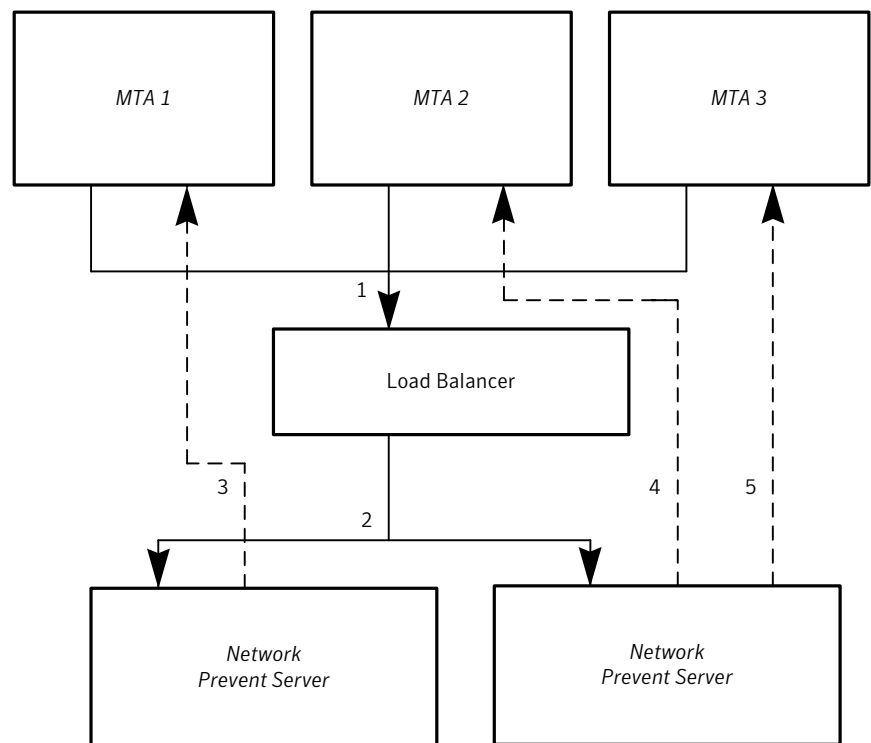 MTA 1
MTA 2
MTA 3
1
Load Balancer
3
4
5
2
Network
Prevent Server
Network
Prevent Server